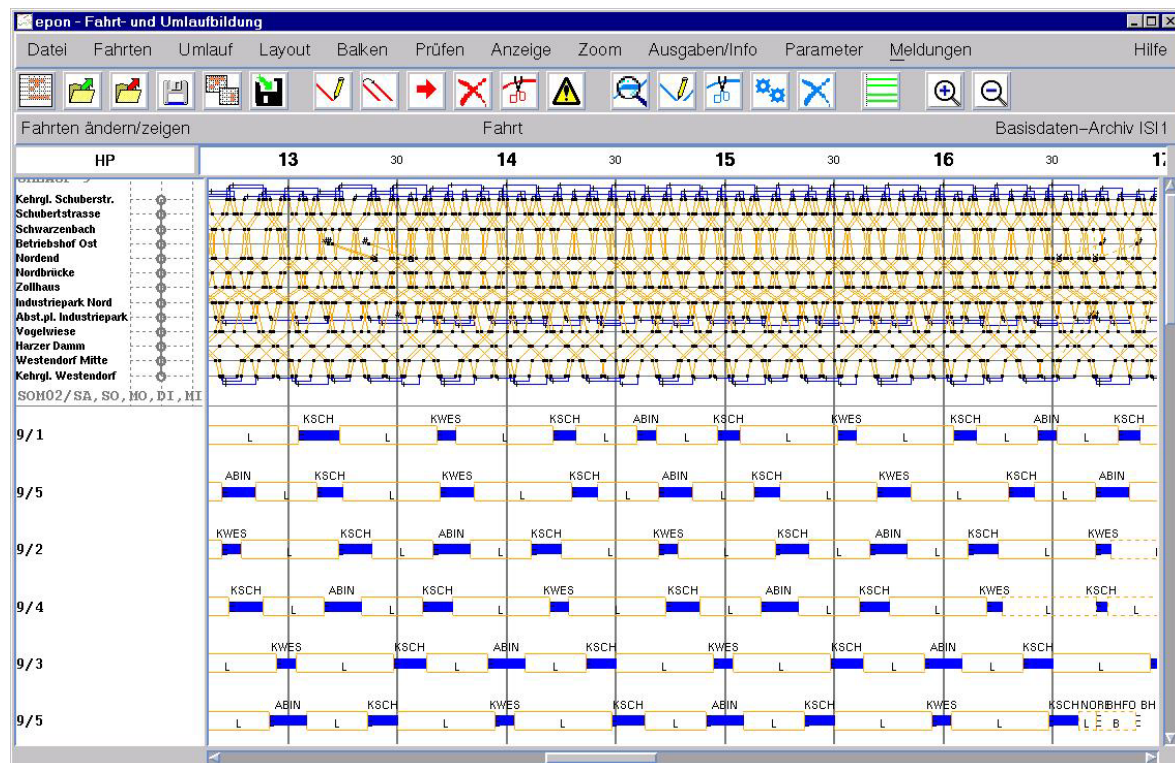 epon - Fahrt- und Umlaufbildung
Datei Fahrten Umlauf Layout Balken Prüfen Anzeige Zoom Ausgaben/Info Parameter Meldungen Hilfe
Fahrten ändern/zeigen Fahrt Basisdaten-Archiv ISI1
HP 13 30 14 30 15 30 16 30
Kehrgl. Schuberstr.
Schubertstrasse
Schwarzenbach
Betriebshof Ost
Nordend
Nordbrücke
Zollhaus
Industriepark Nord
Abst.pl. Industriepark
Vogelwiese
Harzer Damm
Westendorf Mitte
Kehrgl. Westendorf
SOM02/SA,SO,MO,DI,MI
KSCH KWES KSCH ABIN KSCH KWES KSCH ABIN KSCH
9/1 L L L L L L L L L
ABIN KSCH KWES KSCH ABIN KSCH KWES KSCH ABIN
9/5 L L L L L L L L
KWES KSCH ABIN KSCH KWES KSCH ABIN KSCH KWES
9/2 L L L L L L L L
KSCH ABIN KSCH KWES KSCH ABIN KSCH KWES KSCH
9/4 L L L L L L L L L
KWES KSCH ABIN KSCH KWES KSCH ABIN KSCH
9/3 L L L L L L L L L
ABIN KSCH KWES KSCH ABIN KSCH KWES KSCH BHFO BH
9/5 L L L L L L L L L B E